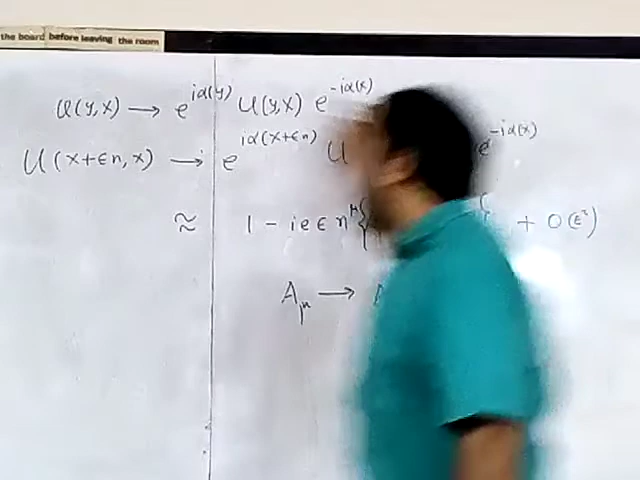 the board before leaving the room
U(y,x) → e^{iα(y)} U(y,x) e^{-iα(x)}
U(x+εn, x) → e^{iα(x+εn)} U e^{-iα(x)}
≈ 1 - ieεn^μ{ + O(ε²)
A_μ →